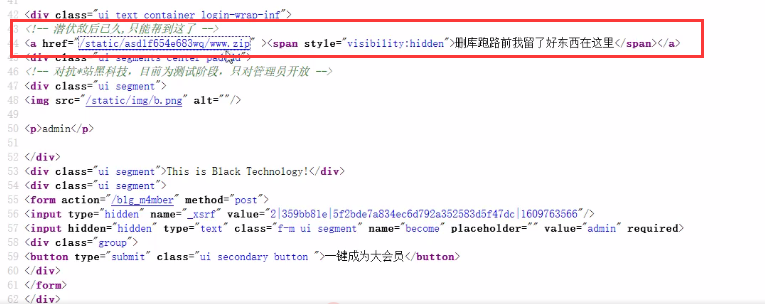 42 <div class="ui text container login-wrap-inf">
43 <!-- 潜伏敌后已久,只能帮到这了 -->
44 <a href="/static/asd1f654e683wq/www.zip" ><span style="visibility:hidden">删库跑路前我留了好东西在这里</span></a>
45 <div class="ui segments center padded">
46 <!-- 对抗*站黑科技，目前为测试阶段，只对管理员开放 -->
47 <div class="ui segment">
48 <img src="/static/img/b.png" alt=""/>
49
50 <p>admin</p>
51
52 </div>
53 <div class="ui segment">This is Black Technology!</div>
54 <div class="ui segment">
55 <form action="/b1g_m4mber" method="post">
56 <input type="hidden" name="_xsrf" value="2|359bb81e|5f2bde7a834ec6d792a352583d5f47dc|1609763566"/>
57 <input hidden="hidden" type="text" class="f-m ui segment" name="become" placeholder="" value="admin" required>
58 <div class="group">
59 <button type="submit" class="ui secondary button ">一键成为大会员</button>
60 </div>
61 </form>
62 </div>